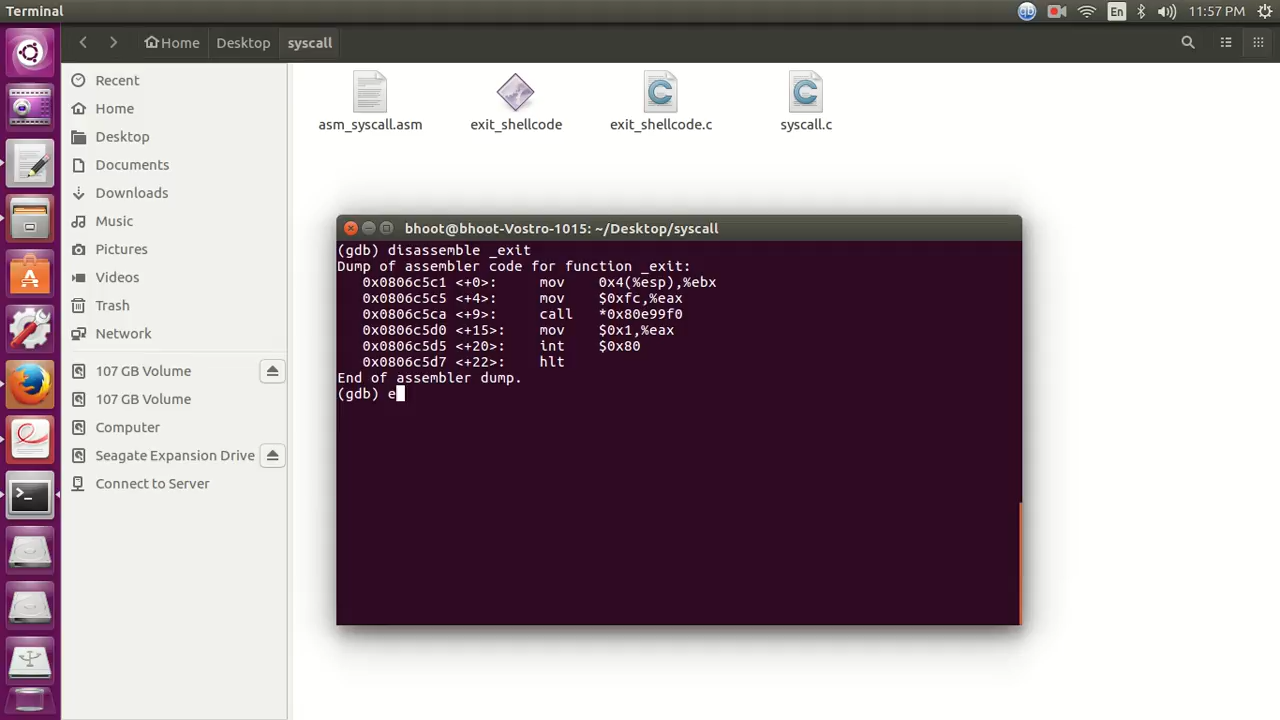 Terminal
En
11:57 PM
Home
Desktop
syscall
Recent
Home
Desktop
Documents
Downloads
Music
Pictures
Videos
Trash
Network
107 GB Volume
107 GB Volume
Computer
Seagate Expansion Drive
Connect to Server
asm_syscall.asm
exit_shellcode
exit_shellcode.c
syscall.c
bhoot@bhoot-Vostro-1015: ~/Desktop/syscall
(gdb) disassemble _exit
Dump of assembler code for function _exit:
0x0806c5c1 <+0>: mov 0x4(%esp),%ebx
0x0806c5c5 <+4>: mov $0xfc,%eax
0x0806c5ca <+9>: call *0x80e99f0
0x0806c5d0 <+15>: mov $0x1,%eax
0x0806c5d5 <+20>: int $0x80
0x0806c5d7 <+22>: hlt
End of assembler dump.
(gdb) e